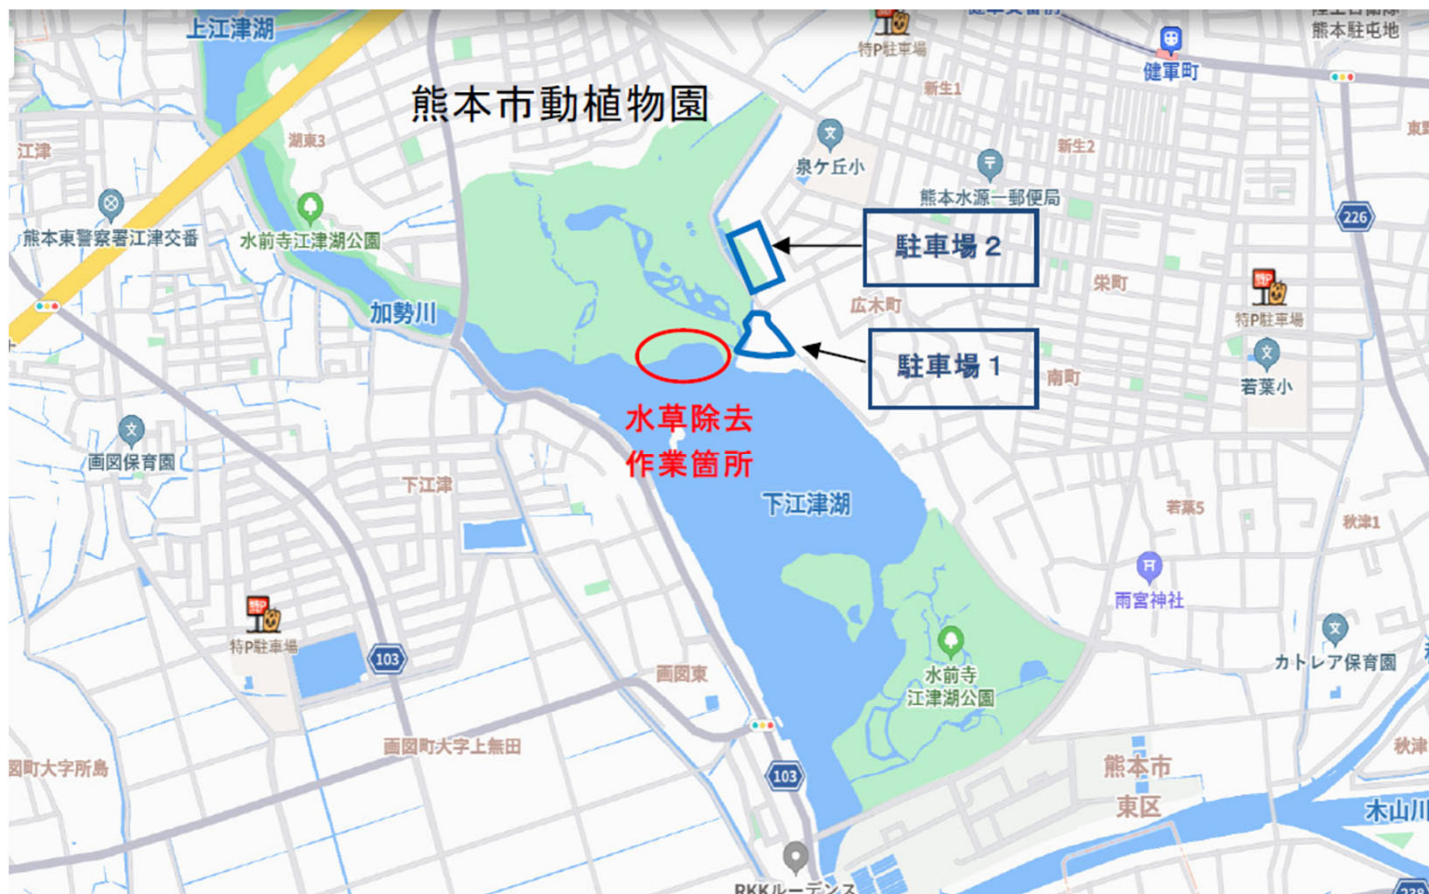 上江津湖
特P駐車場
健軍町
熊本駐屯地
熊本市動植物園
新生1
湖東3
江津
泉ケ丘小
新生2
熊本水源一郵便局
226
熊本東警察署江津交番
水前寺江津湖公園
駐車場2
栄町
加勢川
広木町
特P駐車場
駐車場1
南町
若葉小
水草除去
作業箇所
画図保育園
下江津
下江津湖
若葉5
秋津1
雨宮神社
特P駐車場
103
カトレア保育園
画図東
水前寺
江津湖公園
画図町大字上無田
図町大字所島
103
熊本市
東区
秋津
木山川
RKKルーデンス